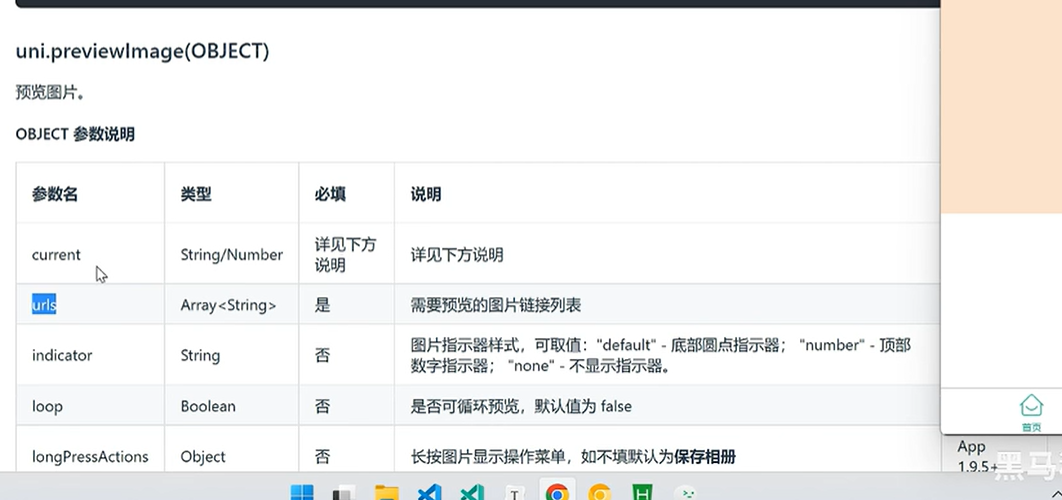 uni.previewImage(OBJECT)
预览图片。
OBJECT 参数说明
参数名 类型 必填 说明
current String/Number 详见下方说明 详见下方说明
urls Array<String> 是 需要预览的图片链接列表
indicator String 否 图片指示器样式，可取值："default" - 底部圆点指示器； "number" - 顶部
数字指示器； "none" - 不显示指示器。
loop Boolean 否 是否可循环预览，默认值为 false
longPressActions Object 否 长按图片显示操作菜单，如不填默认为保存相册
首页
App
1.9.5+
黑马